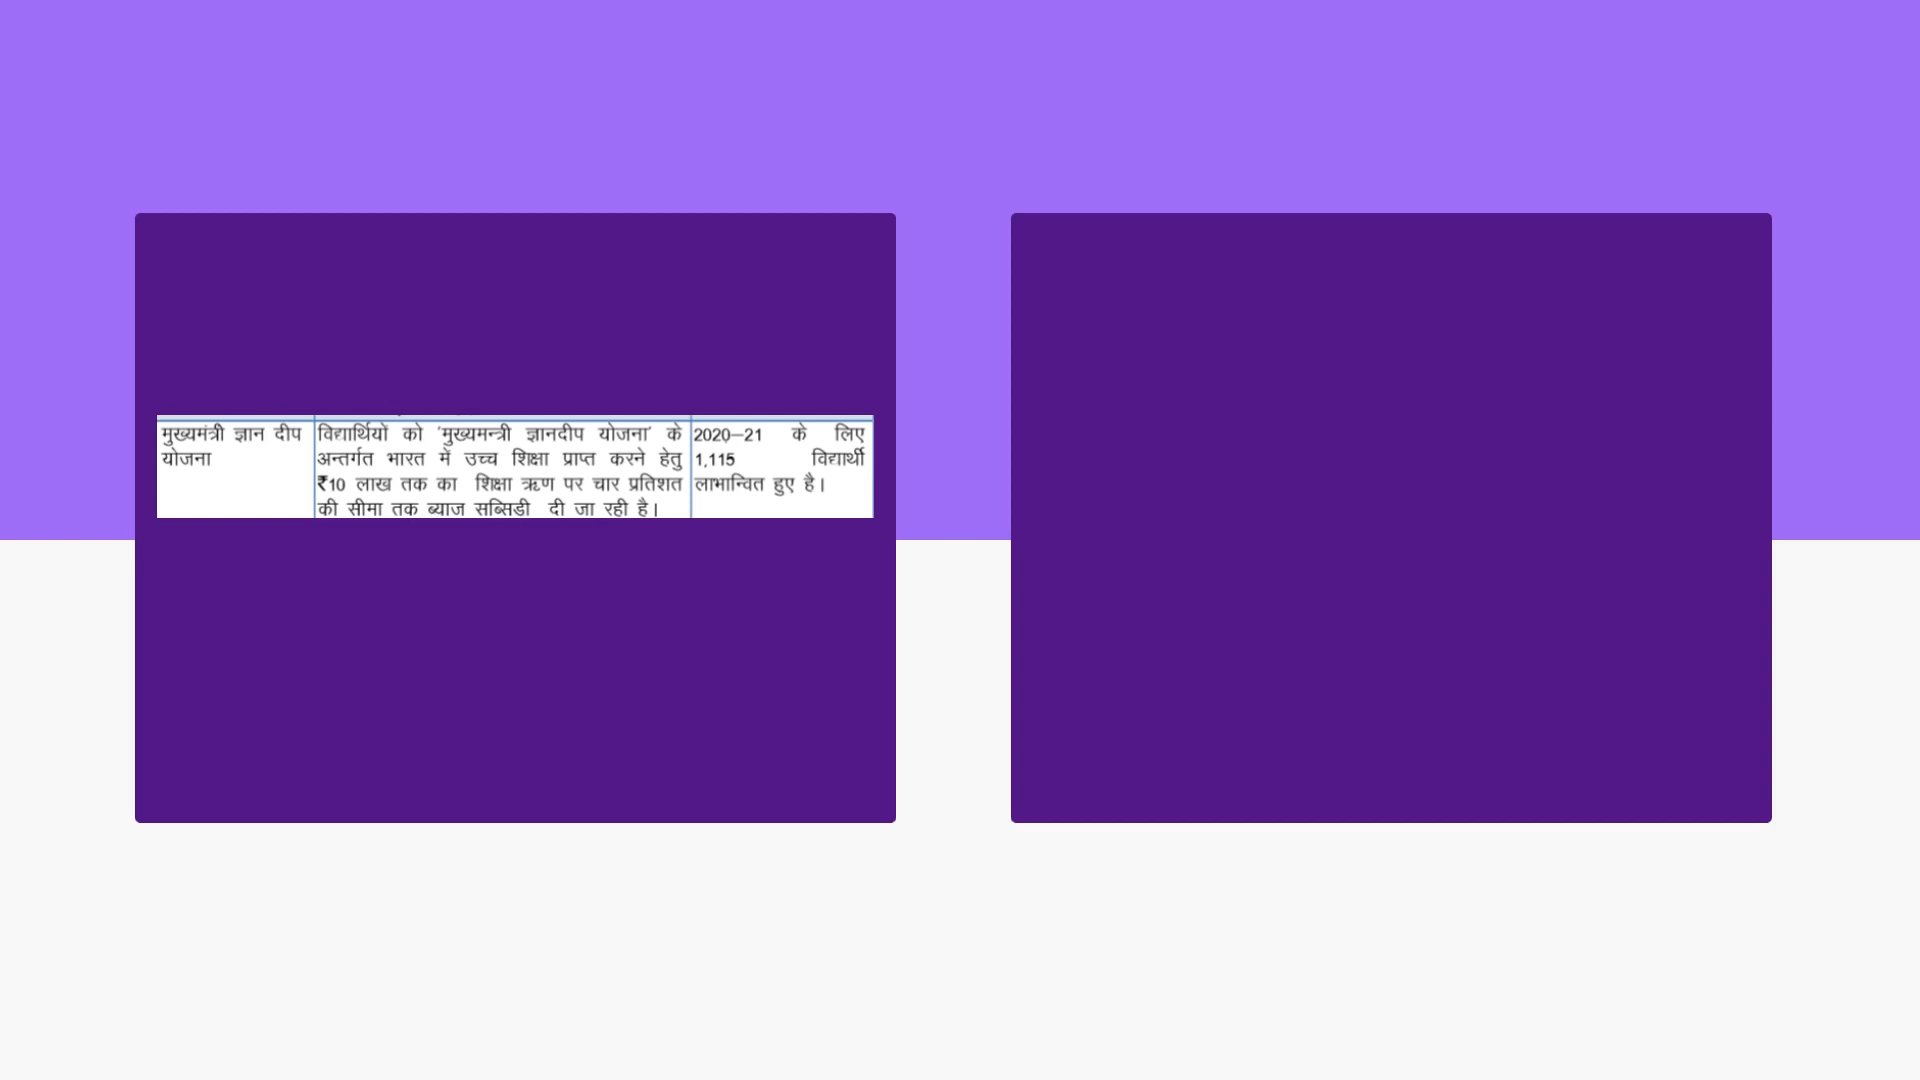 मुख्यमंत्री ज्ञान दीप
योजना
विद्यार्थियों को 'मुख्यमन्त्री ज्ञानदीप योजना' के
अन्तर्गत भारत में उच्च शिक्षा प्राप्त करने हेतु
₹10 लाख तक का शिक्षा ऋण पर चार प्रतिशत
की सीमा तक ब्याज सब्सिडी दी जा रही है।
2020–21 के लिए
1,115 विद्यार्थी
लाभान्वित हुए है।